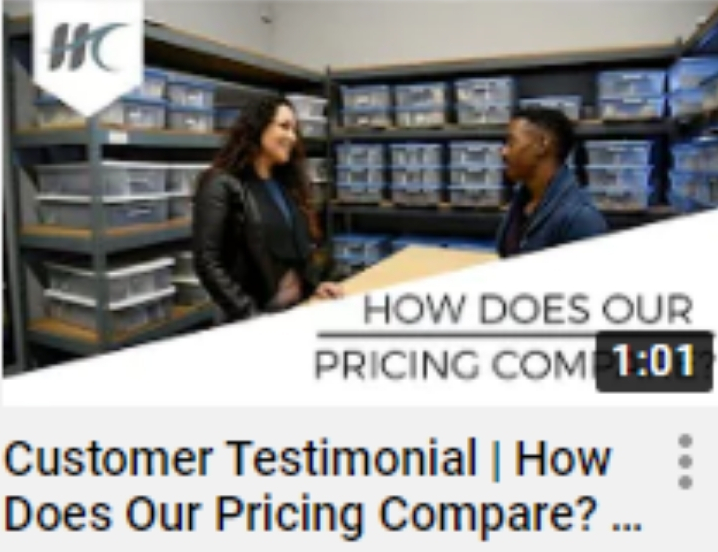 HC
HOW DOES OUR
PRICING COMP
1:01
Customer Testimonial | How
Does Our Pricing Compare? ...